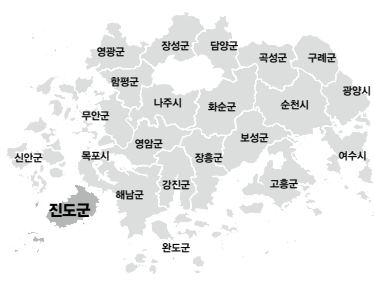 장성군
담양군
영광군
곡성군
구례군
함평군
광양시
나주시
화순군
순천시
무안군
보성군
영암군
신안군
목포시
장흥군
여수시
강진군
고흥군
해남군
진도군
완도군